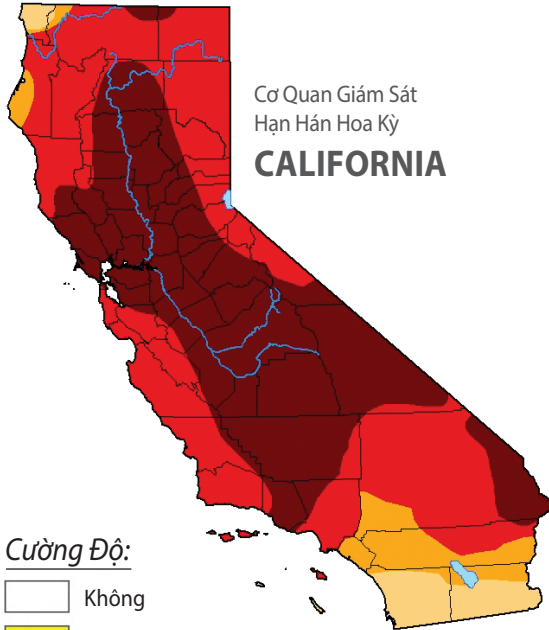 Cơ Quan Giám Sát
Hạn Hán Hoa Kỳ
CALIFORNIA
Cường Độ:
Không